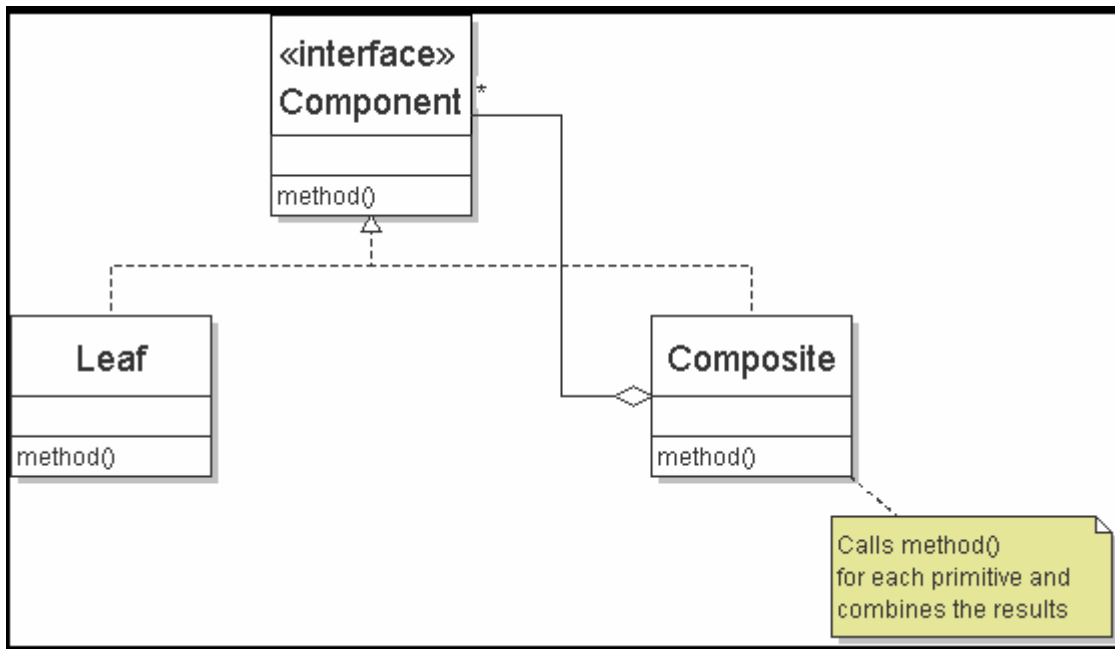 «interface»
Component
*
method()
Leaf
method()
Composite
method()
Calls method()
for each primitive and
combines the results